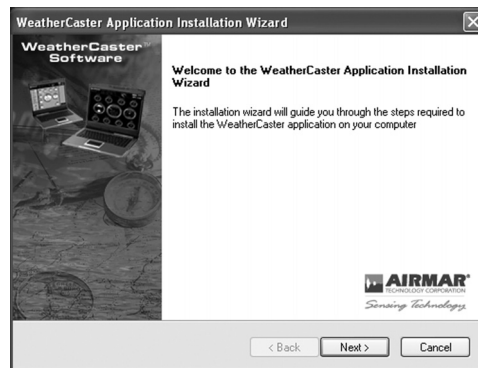 WeatherCaster Application Installation Wizard
WeatherCaster™
Software
Welcome to the WeatherCaster Application Installation
Wizard
The installation wizard will guide you through the steps required to
install the WeatherCaster application on your computer
AIRMAR®
TECHNOLOGY CORPORATION
Sensing Technology
< Back
Next >
Cancel